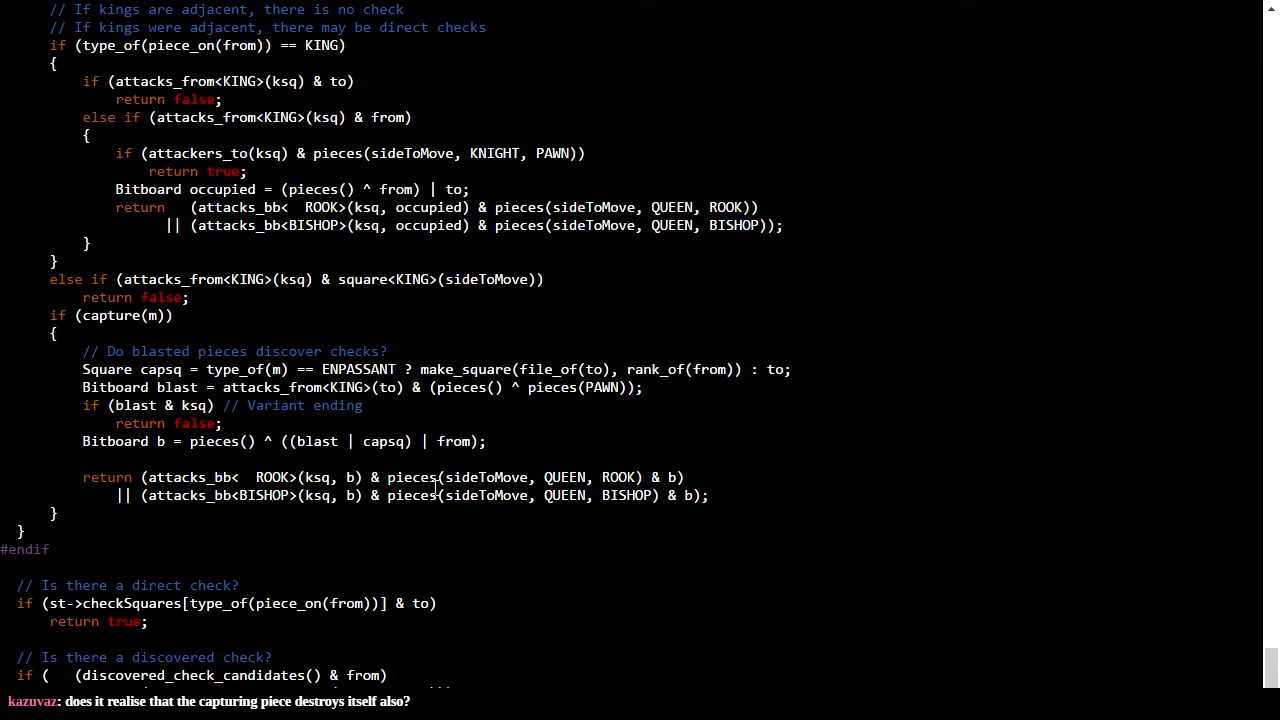 // If kings are adjacent, there is no check
// If kings were adjacent, there may be direct checks
if (type_of(piece_on(from)) == KING)
{
if (attacks_from<KING>(ksq) & to)
return false;
else if (attacks_from<KING>(ksq) & from)
{
if (attackers_to(ksq) & pieces(sideToMove, KNIGHT, PAWN))
return true;
Bitboard occupied = (pieces() ^ from) | to;
return   (attacks_bb<  ROOK>(ksq, occupied) & pieces(sideToMove, QUEEN, ROOK))
|| (attacks_bb<BISHOP>(ksq, occupied) & pieces(sideToMove, QUEEN, BISHOP));
}
}
else if (attacks_from<KING>(ksq) & square<KING>(sideToMove))
return false;
if (capture(m))
{
// Do blasted pieces discover checks?
Square capsq = type_of(m) == ENPASSANT ? make_square(file_of(to), rank_of(from)) : to;
Bitboard blast = attacks_from<KING>(to) & (pieces() ^ pieces(PAWN));
if (blast & ksq) // Variant ending
return false;
Bitboard b = pieces() ^ ((blast | capsq) | from);
return (attacks_bb<  ROOK>(ksq, b) & pieces(sideToMove, QUEEN, ROOK) & b)
|| (attacks_bb<BISHOP>(ksq, b) & pieces(sideToMove, QUEEN, BISHOP) & b);
}
}
#endif
// Is there a direct check?
if (st->checkSquares[type_of(piece_on(from))] & to)
return true;
// Is there a discovered check?
if (   (discovered_check_candidates() & from)
kazuvaz: does it realise that the capturing piece destroys itself also?